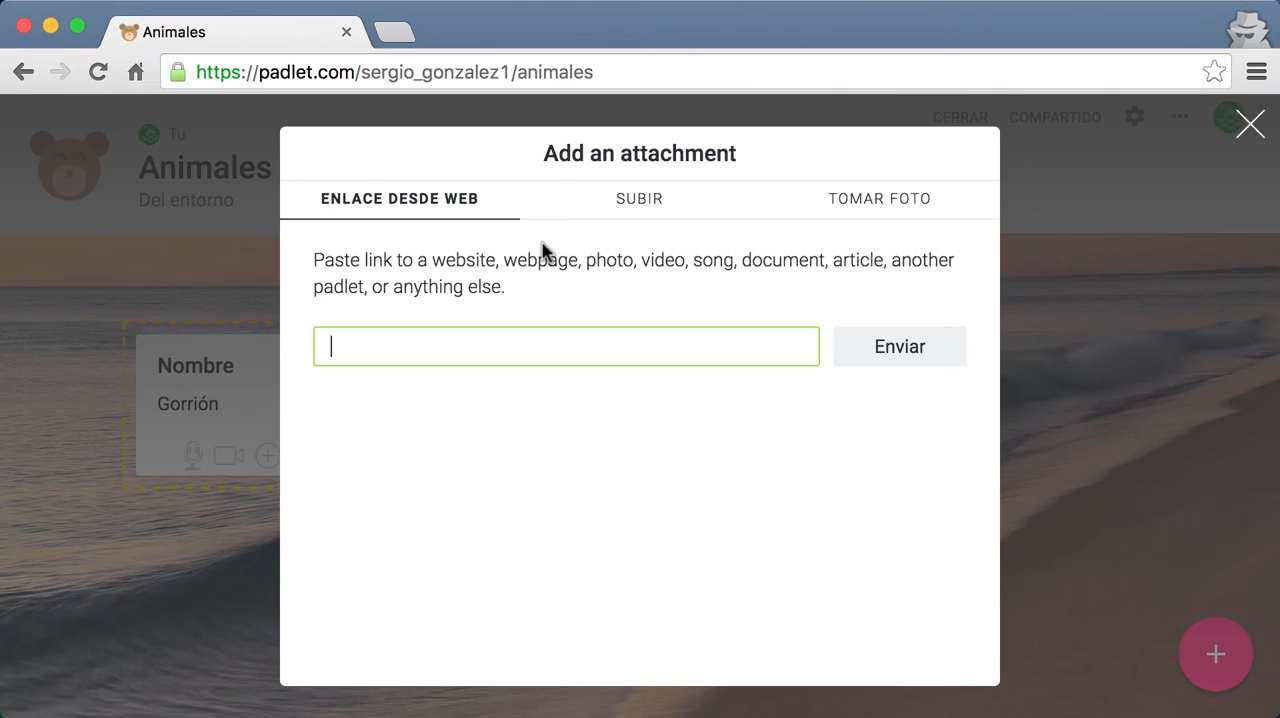 Animales
https://padlet.com/sergio_gonzalez1/animales
Tu
Animales
Del entorno
CERRAR COMPARTIDO
Add an attachment
ENLACE DESDE WEB SUBIR TOMAR FOTO
Paste link to a website, webpage, photo, video, song, document, article, another
padlet, or anything else.
Enviar
Nombre
Gorrión